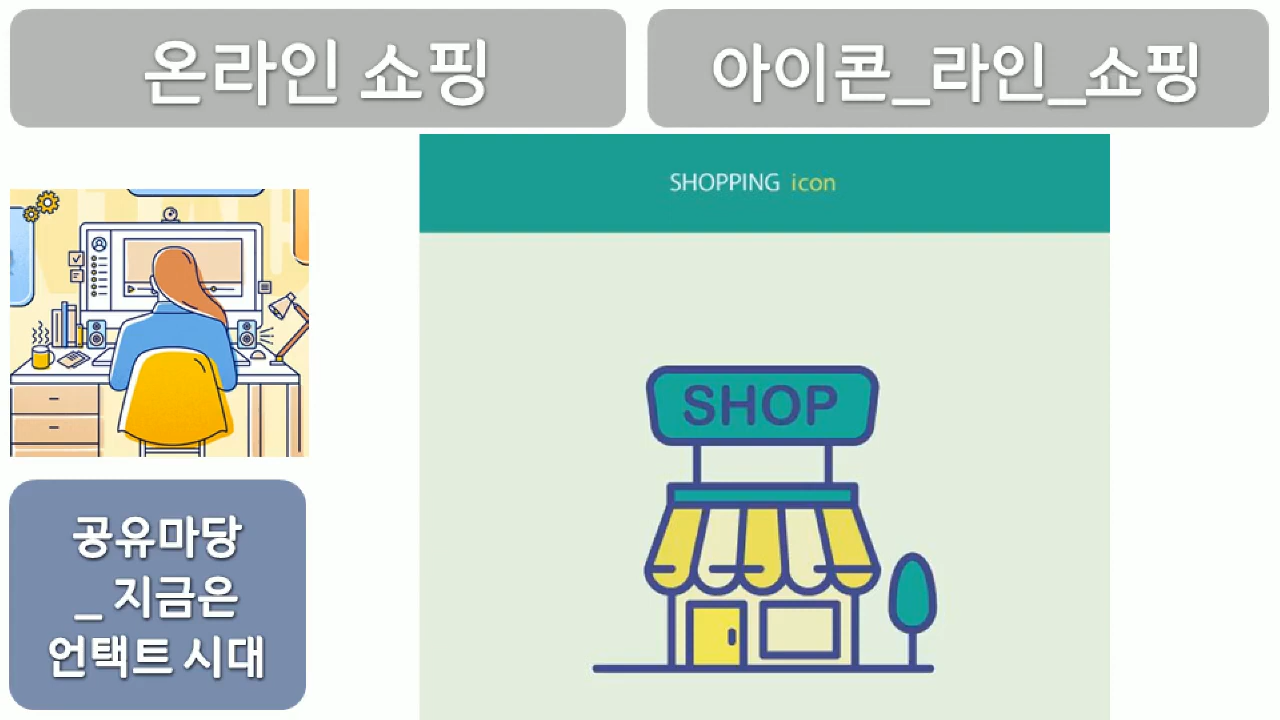 온라인 쇼핑
아이콘_라인_쇼핑
SHOPPING icon
SHOP
공유마당
_ 지금은
언택트 시대